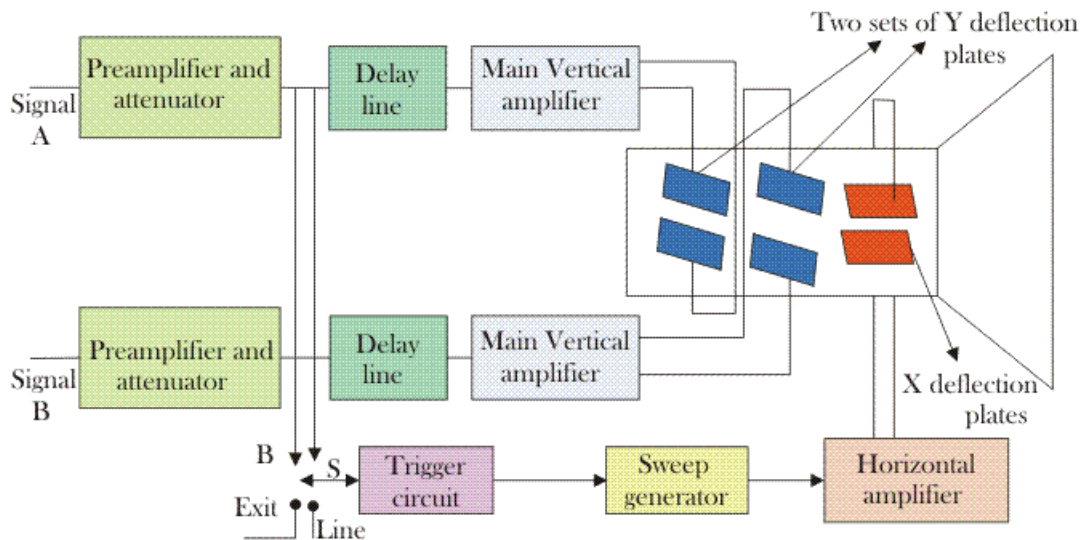 Two sets of Y deflection
plates
Preamplifier and
attenuator
Delay
line
Main Vertical
amplifier
Signal
A
Preamplifier and
attenuator
Delay
line
Main Vertical
amplifier
Signal
B
X deflection
plates
B
S
Trigger
circuit
Sweep
generator
Horizontal
amplifier
Exit
Line